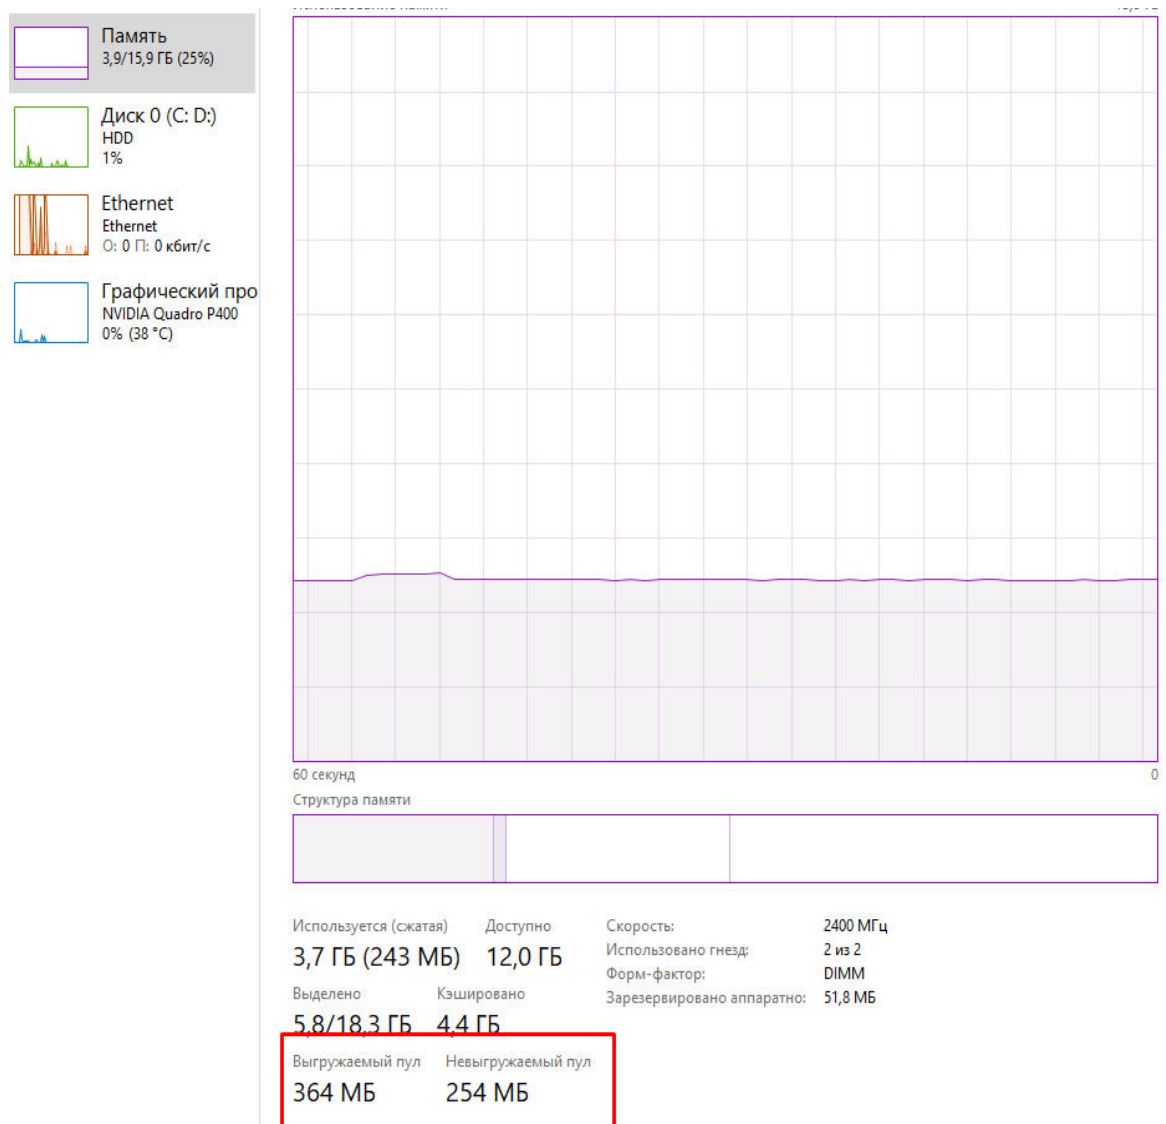 Память
3,9/15,9 ГБ (25%)
Диск 0 (C: D:)
HDD
1%
Ethernet
Ethernet
О: 0 П: 0 кбит/с
Графический про
NVIDIA Quadro P400
0% (38 °C)
60 секунд 0
Структура памяти
Используется (сжатая) Доступно
3,7 ГБ (243 МБ) 12,0 ГБ
Выделено Кэшировано
5,8/18,3 ГБ 4,4 ГБ
Выгружаемый пул Невыгружаемый пул
364 МБ 254 МБ
Скорость: 2400 МГц
Использовано гнезд: 2 из 2
Форм-фактор: DIMM
Зарезервировано аппаратно: 51,8 МБ